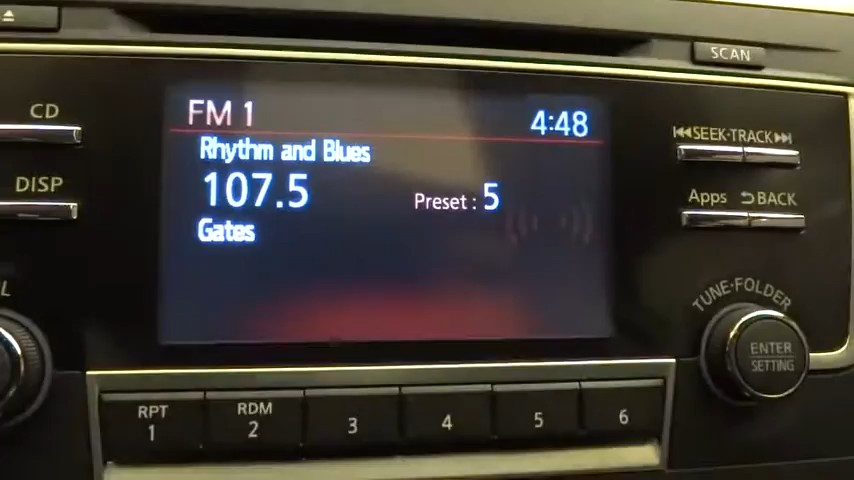 SCAN
CD
DISP
FM 1
4:48
Rhythm and Blues
107.5
Preset : 5
Gates
SEEK·TRACK
Apps
BACK
TUNE·FOLDER
ENTER
SETTING
RPT
1
RDM
2
3
4
5
6